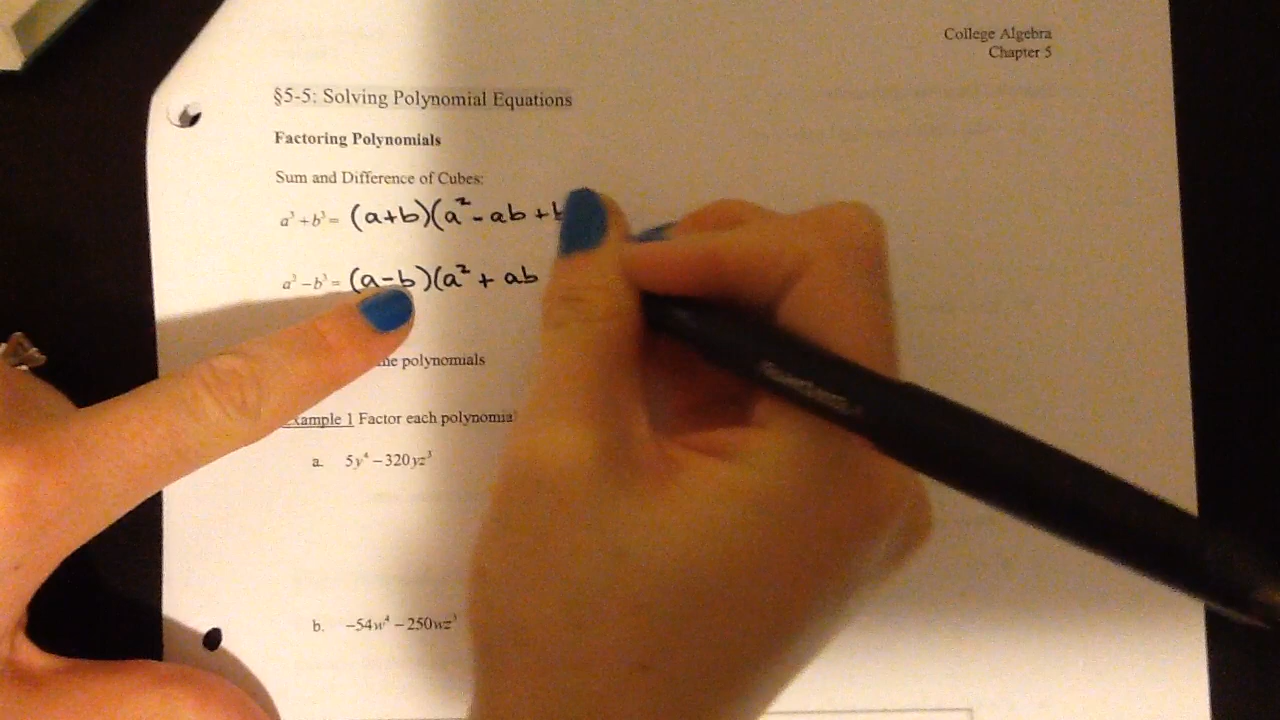 College Algebra
Chapter 5
§5-5: Solving Polynomial Equations
Factoring Polynomials
Sum and Difference of Cubes:
a³ + b³ = (a+b)(a² - ab + b
a³ − b³ = (a-b)(a² + ab
polynomials
Example 1 Factor each polynomial
a. 5y⁴ − 320yz³
b. −54w⁴ − 250wz³